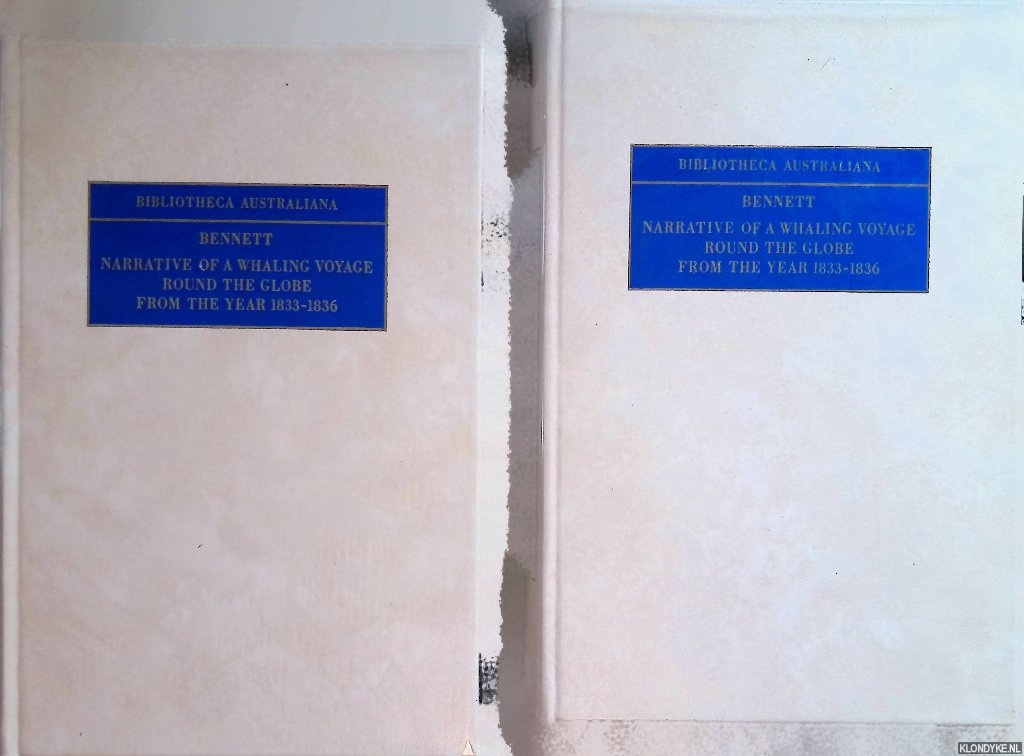 BIBLIOTHECA AUSTRALIANA
BENNETT
NARRATIVE OF A WHALING VOYAGE
ROUND THE GLOBE
FROM THE YEAR 1833-1836
BIBLIOTHECA AUSTRALIANA
BENNETT
NARRATIVE OF A WHALING VOYAGE
ROUND THE GLOBE
FROM THE YEAR 1833-1836
KLONDYKE.NL